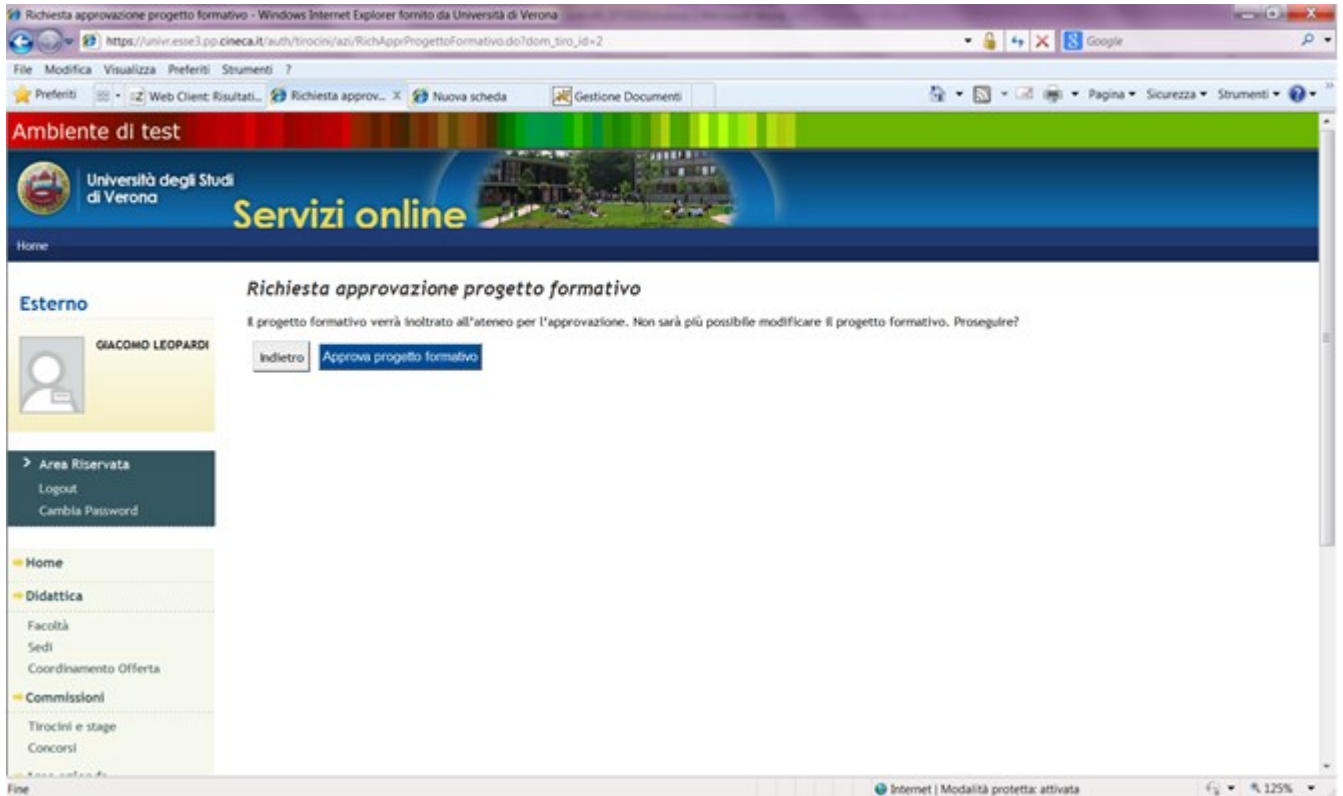 Richiesta approvazione progetto formativo - Windows Internet Explorer fornito da Università di Verona
https://univr.esse3.pp.cineca.it/auth/tirocini/azi/RichApprProgettoFormativo.do?dom_tiro_id=2
Google
File Modifica Visualizza Preferiti Strumenti ?
Preferiti Web Client: Risultati... Richiesta approv... X Nuova scheda Gestione Documenti Pagina Sicurezza Strumenti
Ambiente di test
Università degli Studi
di Verona
Servizi online
Home
Esterno
GIACOMO LEOPARDI
Richiesta approvazione progetto formativo
Il progetto formativo verrà inoltrato all'ateneo per l'approvazione. Non sarà più possibile modificare il progetto formativo. Proseguire?
Indietro Approva progetto formativo
Area Riservata
Logout
Cambia Password
Home
Didattica
Facoltà
Sedi
Coordinamento Offerta
Commissioni
Tirocini e stage
Concorsi
Fine Internet | Modalità protetta: attivata 125%